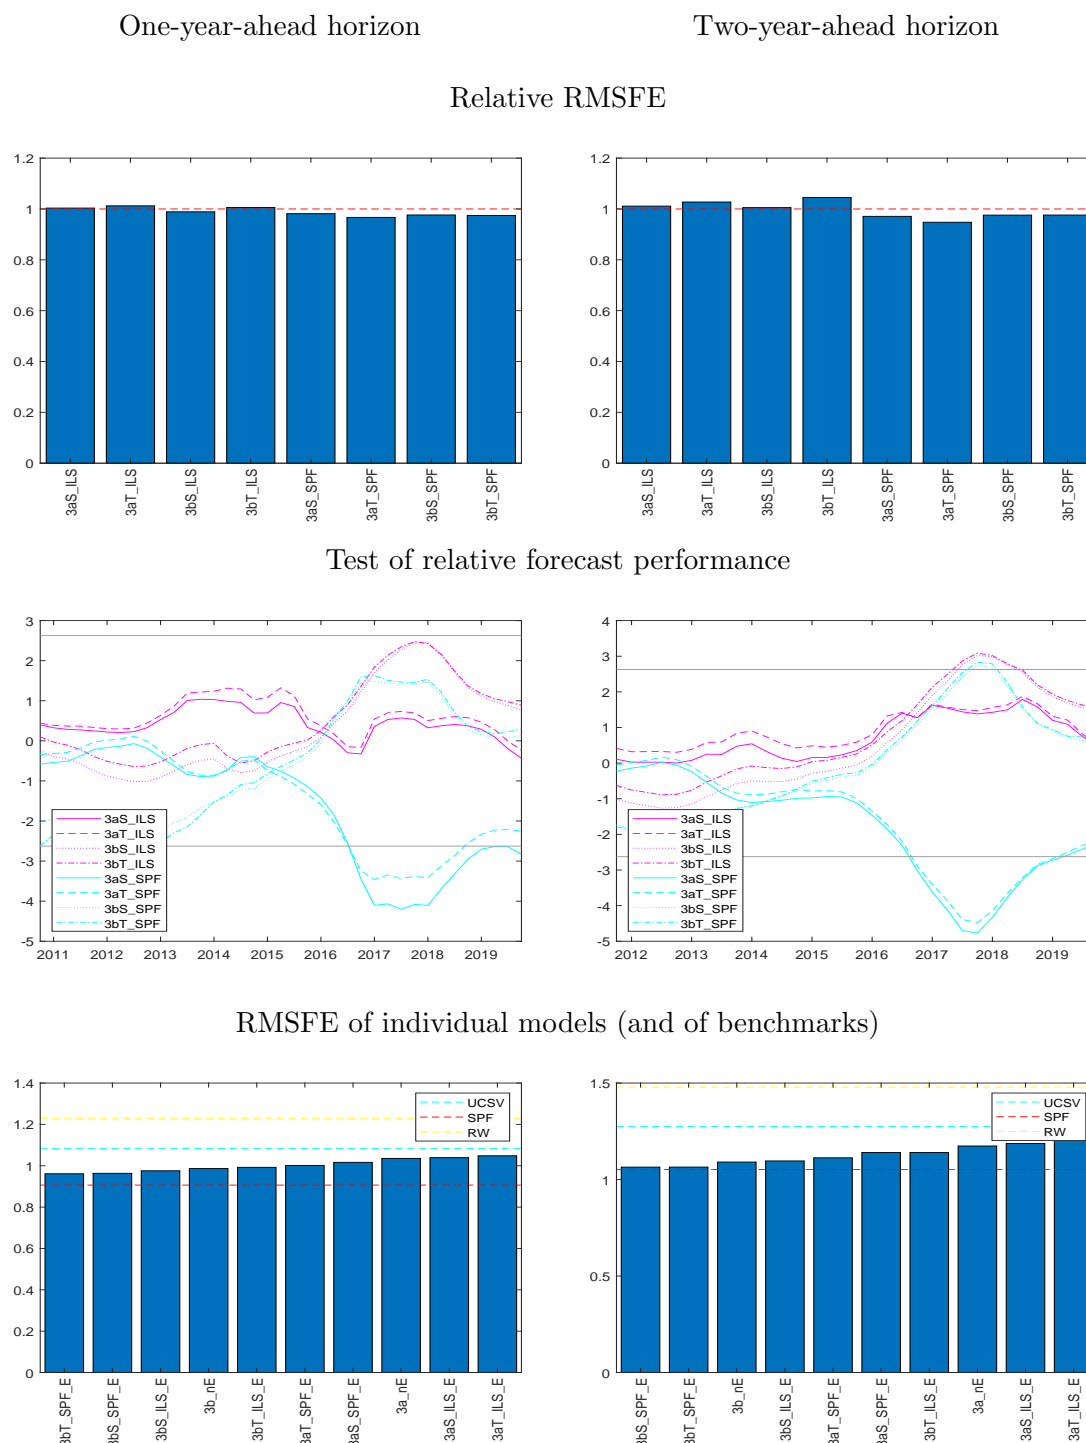 One-year-ahead horizon
Two-year-ahead horizon
Relative RMSFE
1.2
1
0.8
0.6
0.4
0.2
0
3aS_ILS
3aT_ILS
3bS_ILS
3bT_ILS
3aS_SPF
3aT_SPF
3bS_SPF
3bT_SPF
1.2
1
0.8
0.6
0.4
0.2
0
3aS_ILS
3aT_ILS
3bS_ILS
3bT_ILS
3aS_SPF
3aT_SPF
3bS_SPF
3bT_SPF
Test of relative forecast performance
3
2
1
0
-1
-2
-3
-4
-5
3aS_ILS
3aT_ILS
3bS_ILS
3bT_ILS
3aS_SPF
3aT_SPF
3bS_SPF
3bT_SPF
2011 2012 2013 2014 2015 2016 2017 2018 2019
4
3
2
1
0
-1
-2
-3
-4
-5
3aS_ILS
3aT_ILS
3bS_ILS
3bT_ILS
3aS_SPF
3aT_SPF
3bS_SPF
3bT_SPF
2012 2013 2014 2015 2016 2017 2018 2019
RMSFE of individual models (and of benchmarks)
1.4
1.2
1
0.8
0.6
0.4
0.2
0
UCSV
SPF
RW
3bT_SPF_E
3bS_SPF_E
3bS_ILS_E
3b_nE
3bT_ILS_E
3aT_SPF_E
3aS_SPF_E
3a_nE
3aS_ILS_E
3aT_ILS_E
1.5
1
0.5
0
UCSV
SPF
RW
3bS_SPF_E
3bT_SPF_E
3b_nE
3bS_ILS_E
3aT_SPF_E
3aS_SPF_E
3bT_ILS_E
3a_nE
3aS_ILS_E
3aT_ILS_E